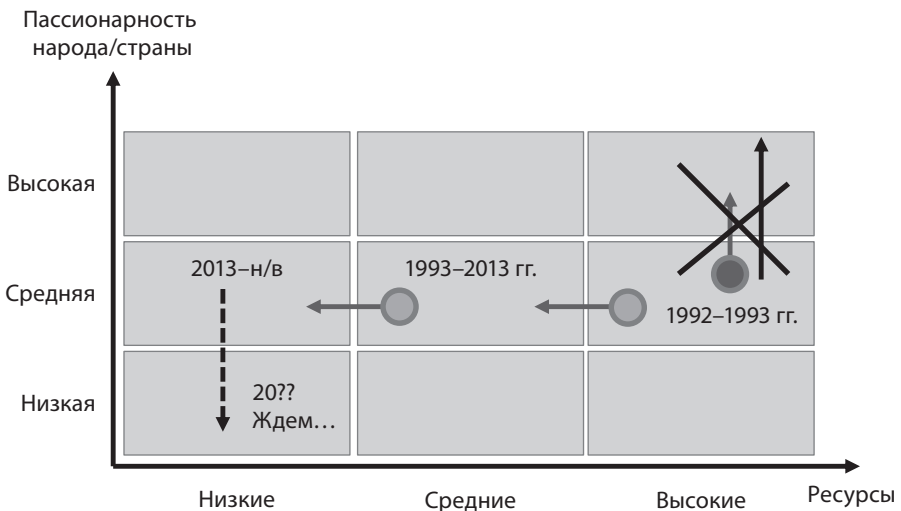 Пассионарность
народа/страны
Высокая
2013–н/в
1993–2013 гг.
Средняя
1992–1993 гг.
Низкая
20??
Ждем…
Низкие
Средние
Высокие
Ресурсы